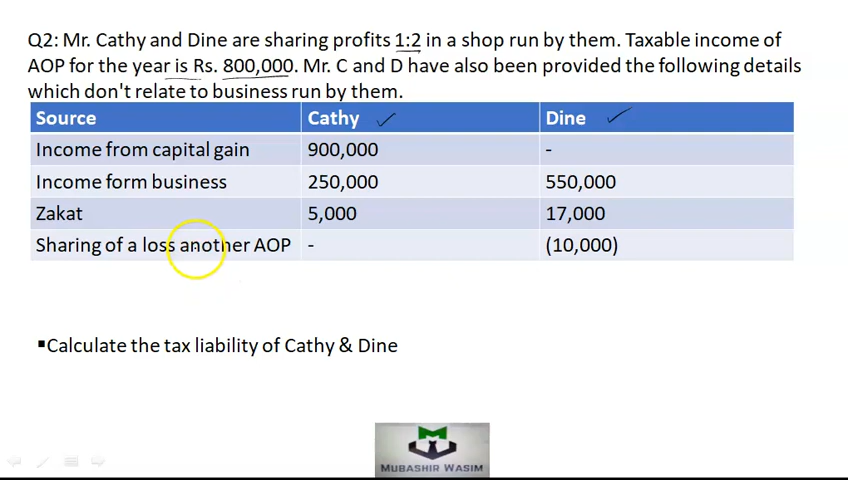 Q2: Mr. Cathy and Dine are sharing profits 1:2 in a shop run by them. Taxable income of
AOP for the year is Rs. 800,000. Mr. C and D have also been provided the following details
which don't relate to business run by them.
Source Cathy Dine
Income from capital gain 900,000 -
Income form business 250,000 550,000
Zakat 5,000 17,000
Sharing of a loss another AOP - (10,000)
▪Calculate the tax liability of Cathy & Dine
MUBASHIR WASIM